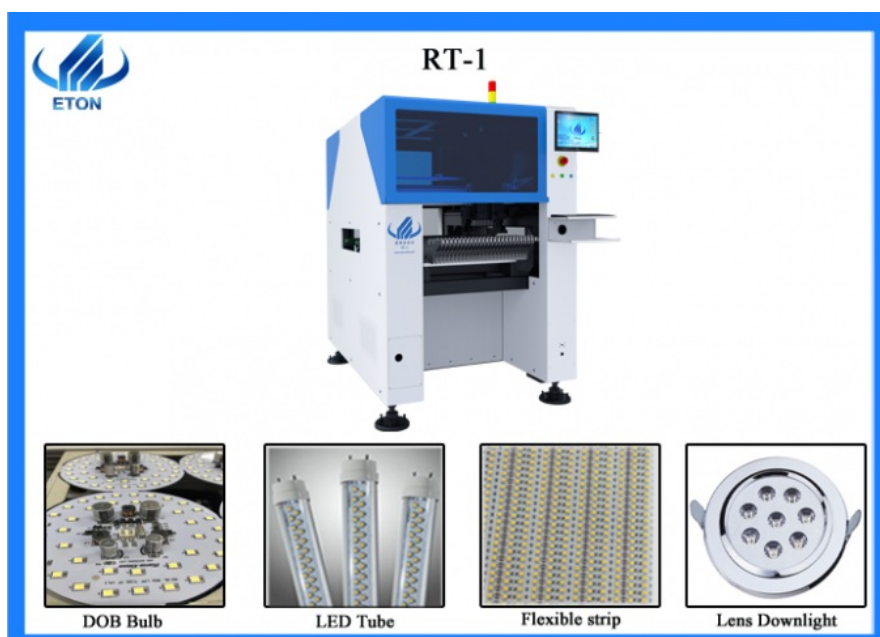 ETON
RT-1
DOB Bulb
LED Tube
Flexible strip
Lens Downlight